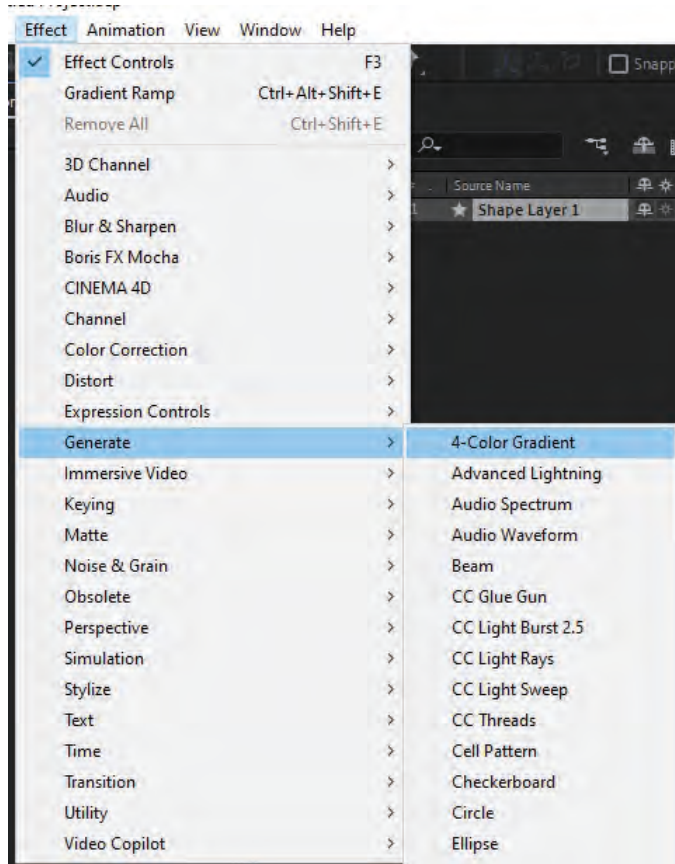 Effect Animation View Window Help
Effect Controls F3
Gradient Ramp Ctrl+Alt+Shift+E
Remove All Ctrl+Shift+E
3D Channel
Audio
Blur & Sharpen
Boris FX Mocha
CINEMA 4D
Channel
Color Correction
Distort
Expression Controls
Generate
Immersive Video
Keying
Matte
Noise & Grain
Obsolete
Perspective
Simulation
Stylize
Text
Time
Transition
Utility
Video Copilot
4-Color Gradient
Advanced Lightning
Audio Spectrum
Audio Waveform
Beam
CC Glue Gun
CC Light Burst 2.5
CC Light Rays
CC Light Sweep
CC Threads
Cell Pattern
Checkerboard
Circle
Ellipse
Snapp
Source Name
1 Shape Layer 1